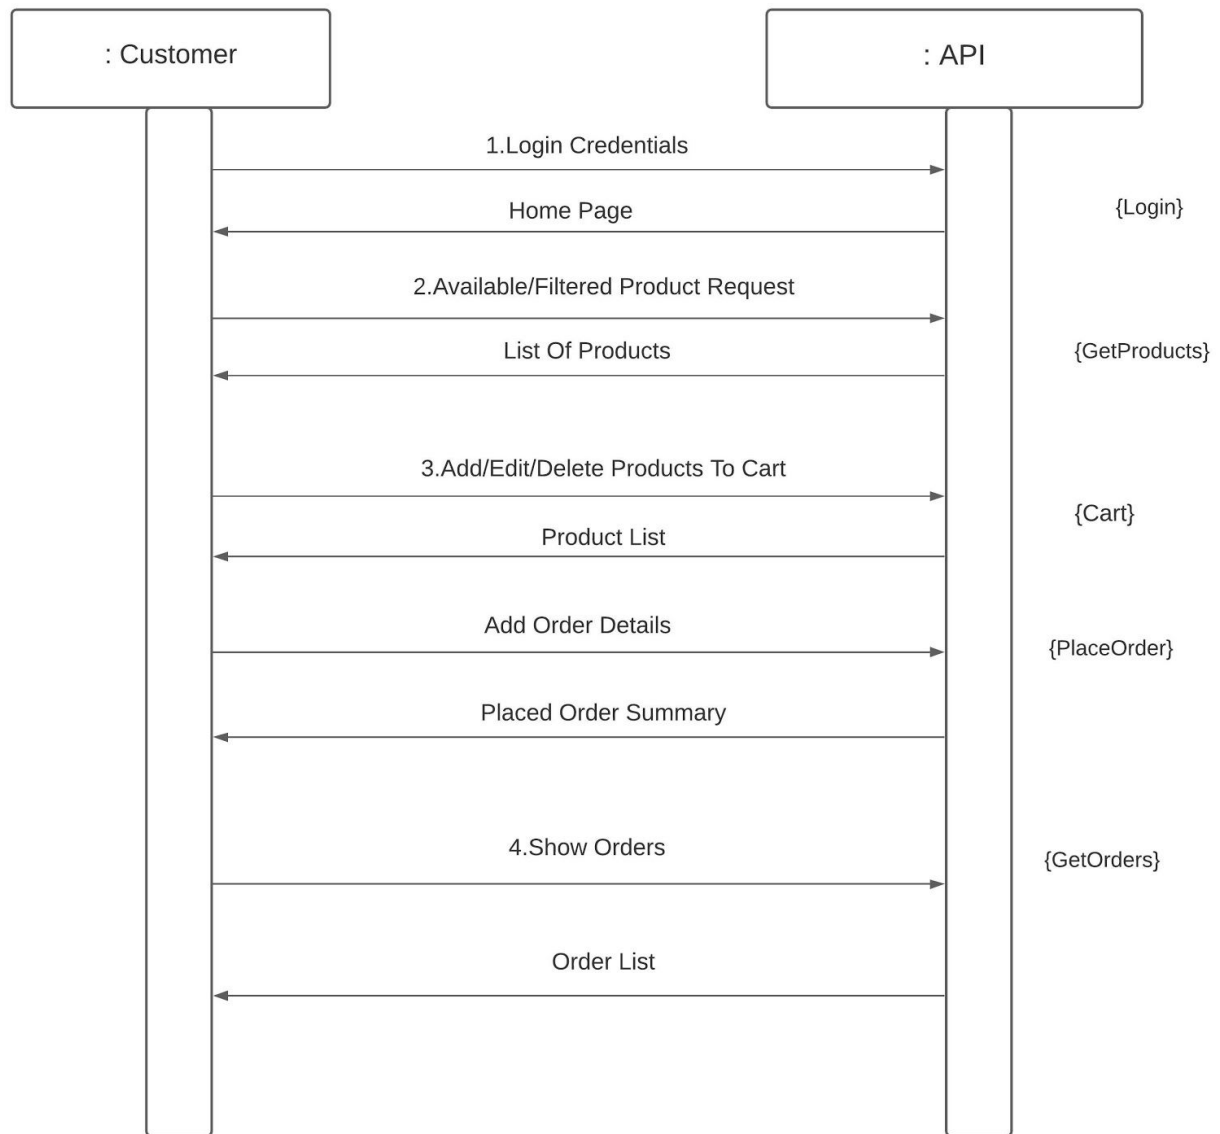 : Customer
: API
1.Login Credentials
Home Page
{Login}
2.Available/Filtered Product Request
List Of Products
{GetProducts}
3.Add/Edit/Delete Products To Cart
{Cart}
Product List
Add Order Details
{PlaceOrder}
Placed Order Summary
4.Show Orders
{GetOrders}
Order List